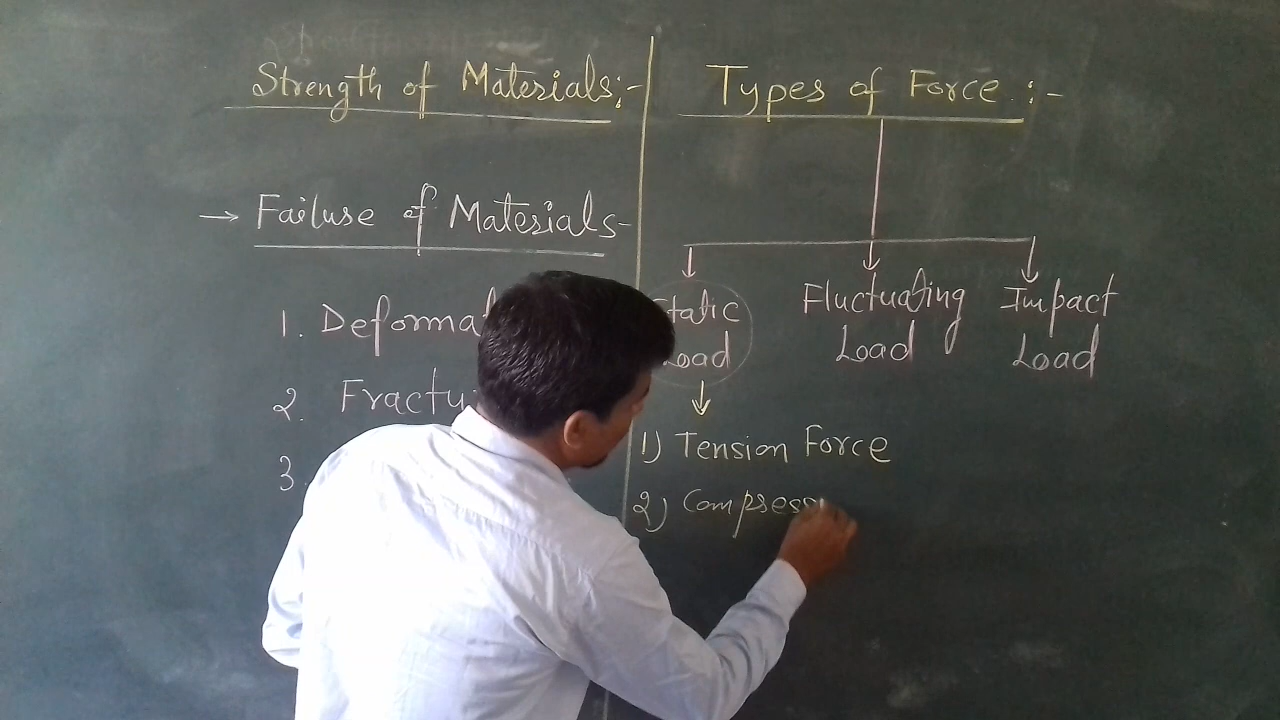 Strength of Materials:-
→ Failure of Materials-
1. Deformat
2. Fractu
3.
Types of Force :-
Static Load
Fluctuating Load
Impact Load
1) Tension Force
2) Compress